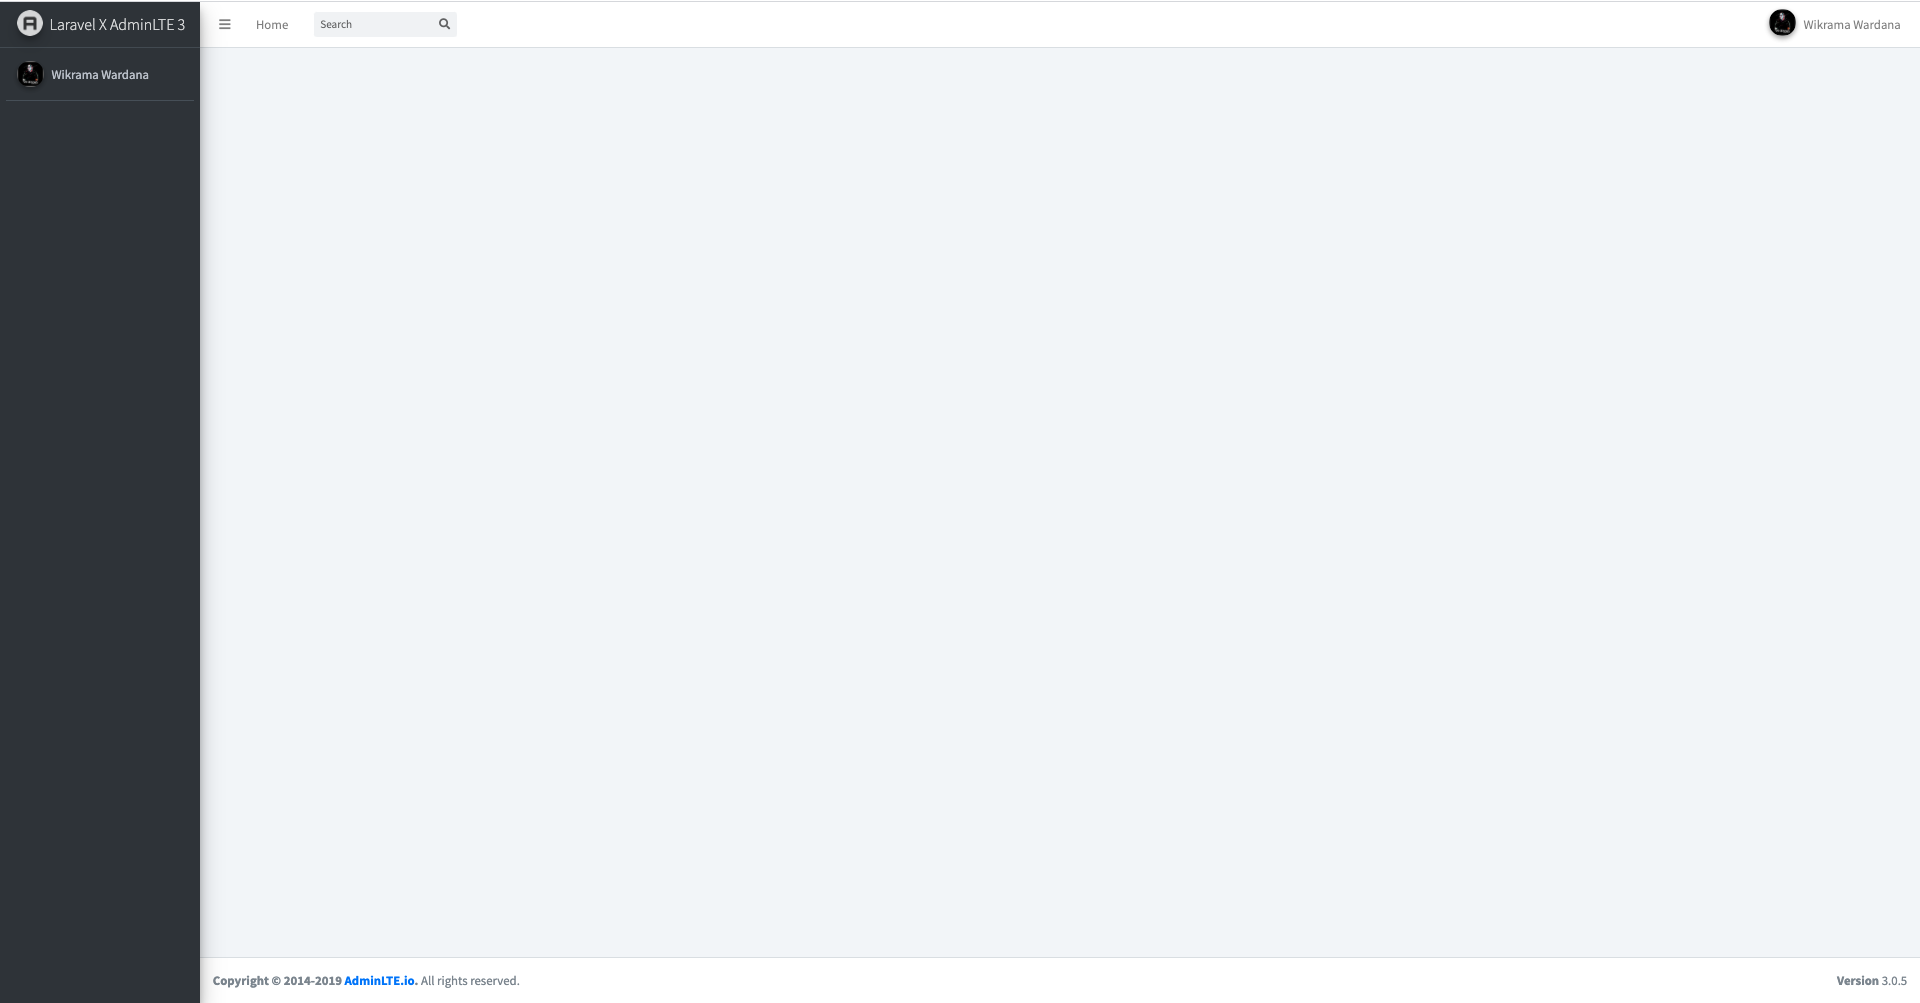 Laravel X AdminLTE 3
Home
Search
Wikrama Wardana
Wikrama Wardana
Copyright © 2014-2019 AdminLTE.io. All rights reserved.
Version 3.0.5